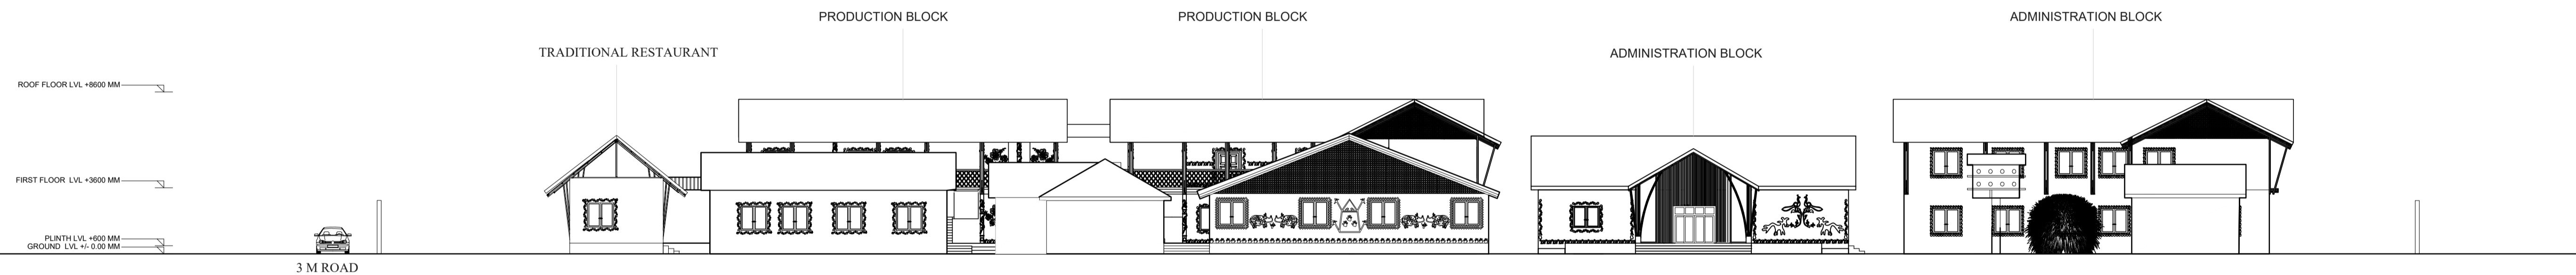 PRODUCTION BLOCK
PRODUCTION BLOCK
ADMINISTRATION BLOCK
TRADITIONAL RESTAURANT
ADMINISTRATION BLOCK
ROOF FLOOR LVL +8600 MM
FIRST FLOOR LVL +3600 MM
PLINTH LVL +600 MM
GROUND LVL +/- 0.00 MM
3 M ROAD